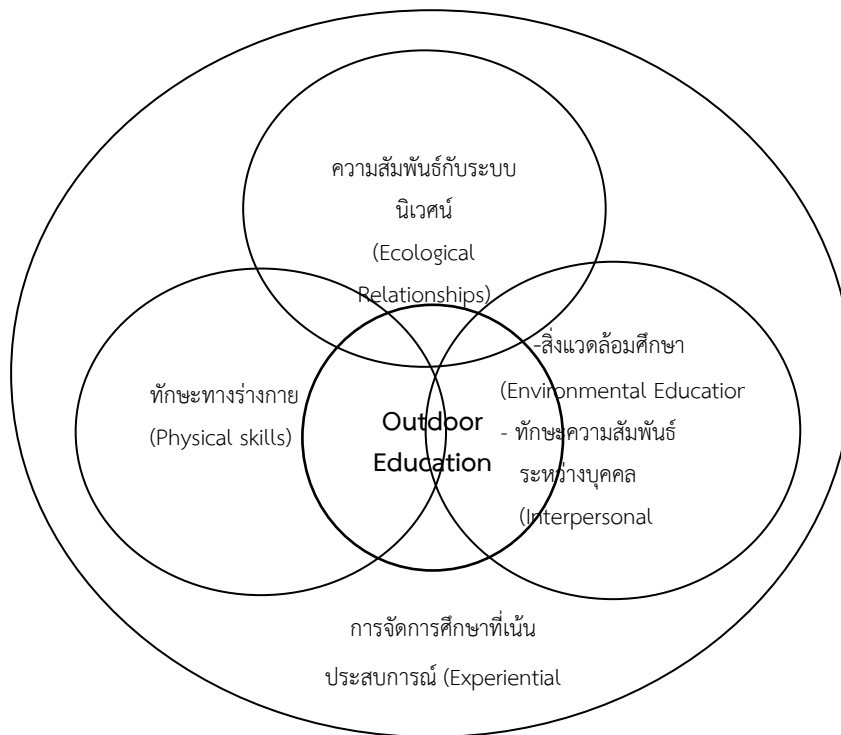 ความสัมพันธ์กับระบบ
นิเวศน์
(Ecological
Relationships)
ทักษะทางร่างกาย
(Physical skills)
Outdoor
Education
-สิ่งแวดล้อมศึกษา
(Environmental Education
- ทักษะความสัมพันธ์
ระหว่างบุคคล
(Interpersonal
การจัดการศึกษาที่เน้น
ประสบการณ์ (Experiential